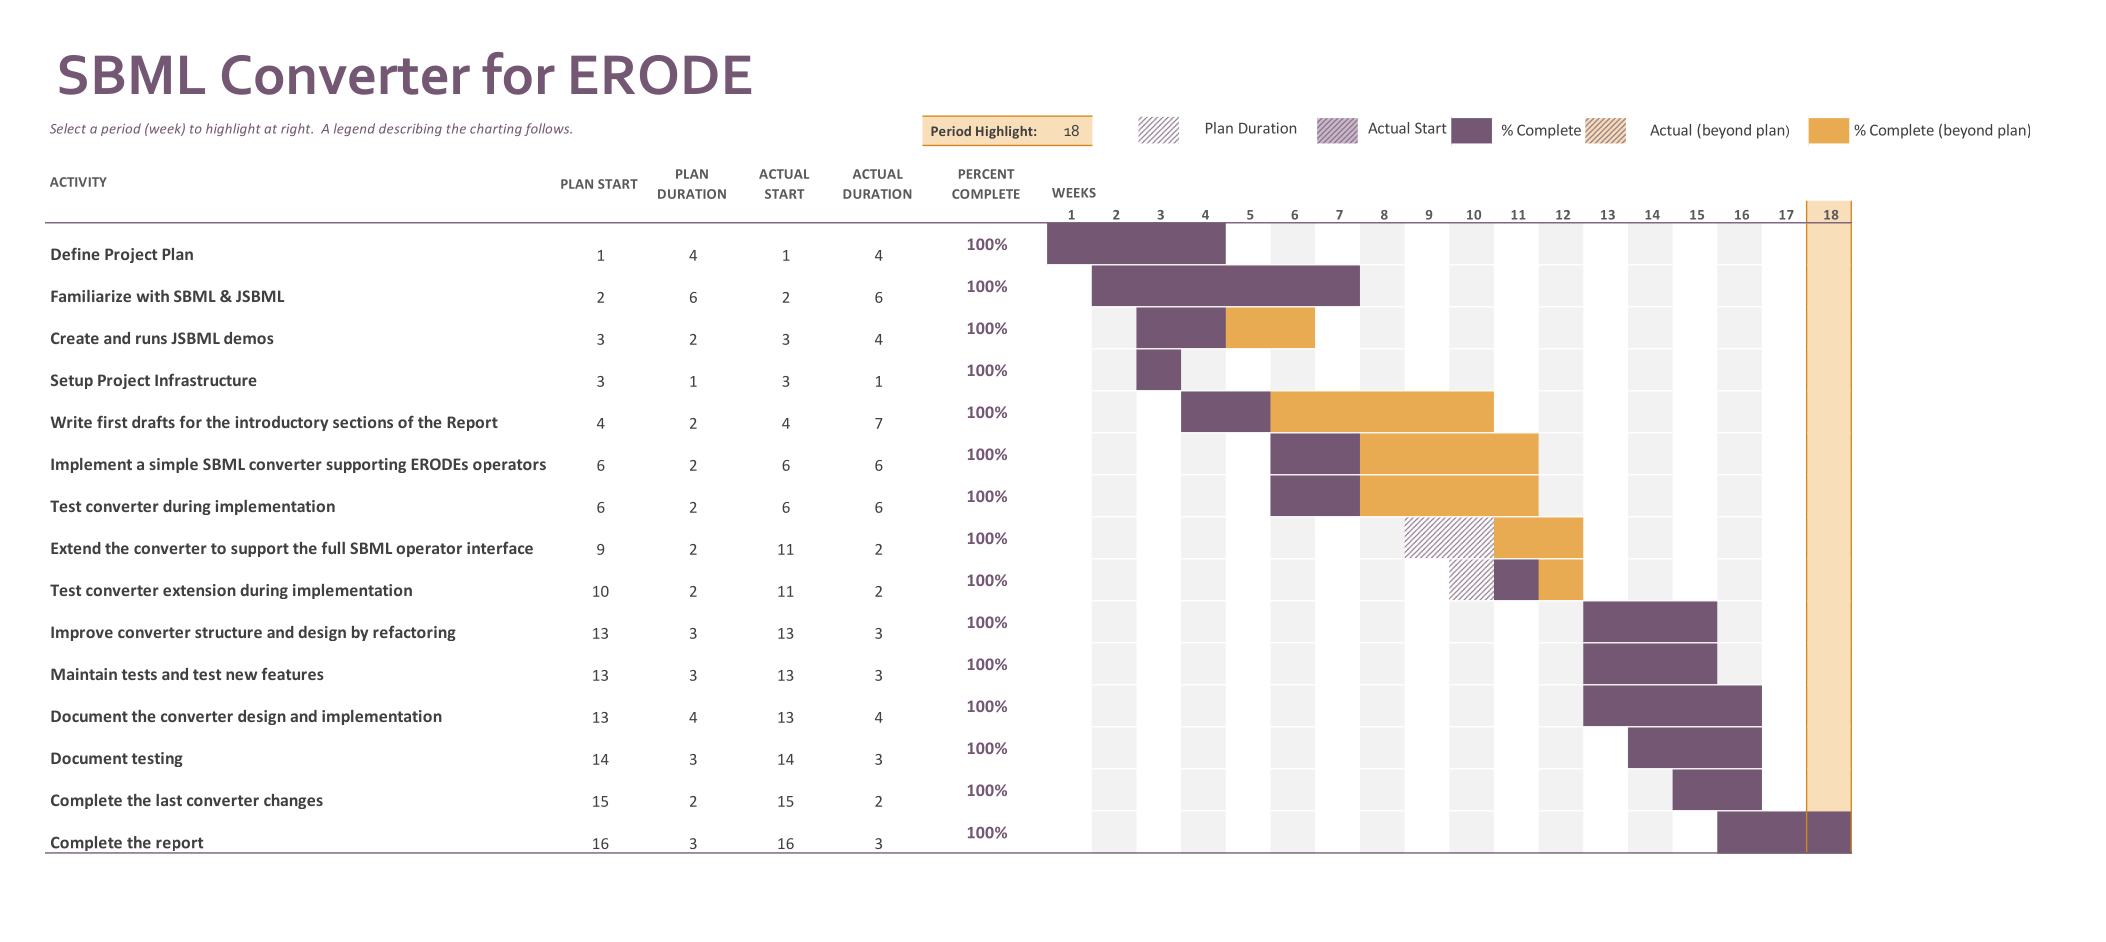 SBML Converter for ERODE
Select a period (week) to highlight at right.  A legend describing the charting follows.
Period Highlight: 18 Plan Duration Actual Start % Complete Actual (beyond plan) % Complete (beyond plan)
ACTIVITY PLAN START PLAN DURATION ACTUAL START ACTUAL DURATION PERCENT COMPLETE WEEKS
1 2 3 4 5 6 7 8 9 10 11 12 13 14 15 16 17 18
Define Project Plan 1 4 1 4 100%
Familiarize with SBML & JSBML 2 6 2 6 100%
Create and runs JSBML demos 3 2 3 4 100%
Setup Project Infrastructure 3 1 3 1 100%
Write first drafts for the introductory sections of the Report 4 2 4 7 100%
Implement a simple SBML converter supporting ERODEs operators 6 2 6 6 100%
Test converter during implementation 6 2 6 6 100%
Extend the converter to support the full SBML operator interface 9 2 11 2 100%
Test converter extension during implementation 10 2 11 2 100%
Improve converter structure and design by refactoring 13 3 13 3 100%
Maintain tests and test new features 13 3 13 3 100%
Document the converter design and implementation 13 4 13 4 100%
Document testing 14 3 14 3 100%
Complete the last converter changes 15 2 15 2 100%
Complete the report 16 3 16 3 100%